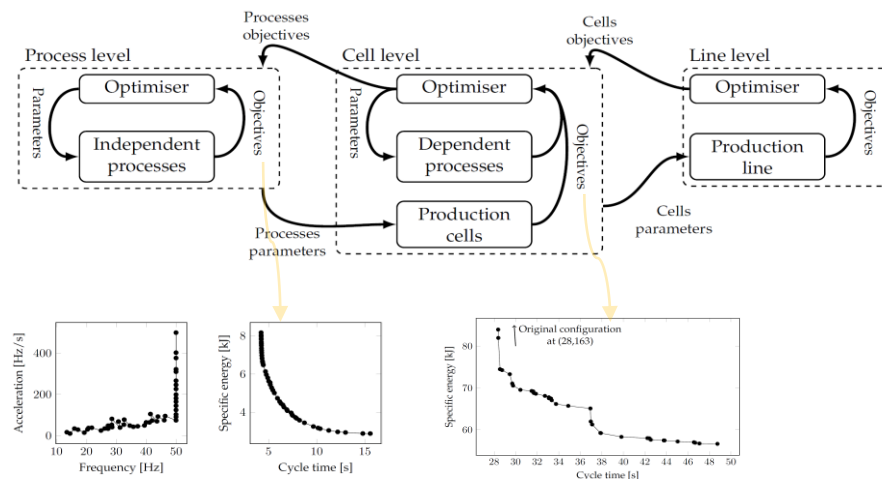 Processes
objectives
Cells
objectives
Process level
Cell level
Line level
Optimiser
Parameters
Objectives
Independent
processes
Optimiser
Parameters
Objectives
Dependent
processes
Production
cells
Optimiser
Objectives
Production
line
Processes
parameters
Cells
parameters
Acceleration [Hz/s]
400
200
0
10 20 30 40 50
Frequency [Hz]
Specific energy [kJ]
8
6
4
5 10 15
Cycle time [s]
Specific energy [kJ]
80
70
60
Original configuration
at (28,163)
28 30 32 34 36 38 40 42 44 46 48 50
Cycle time [s]